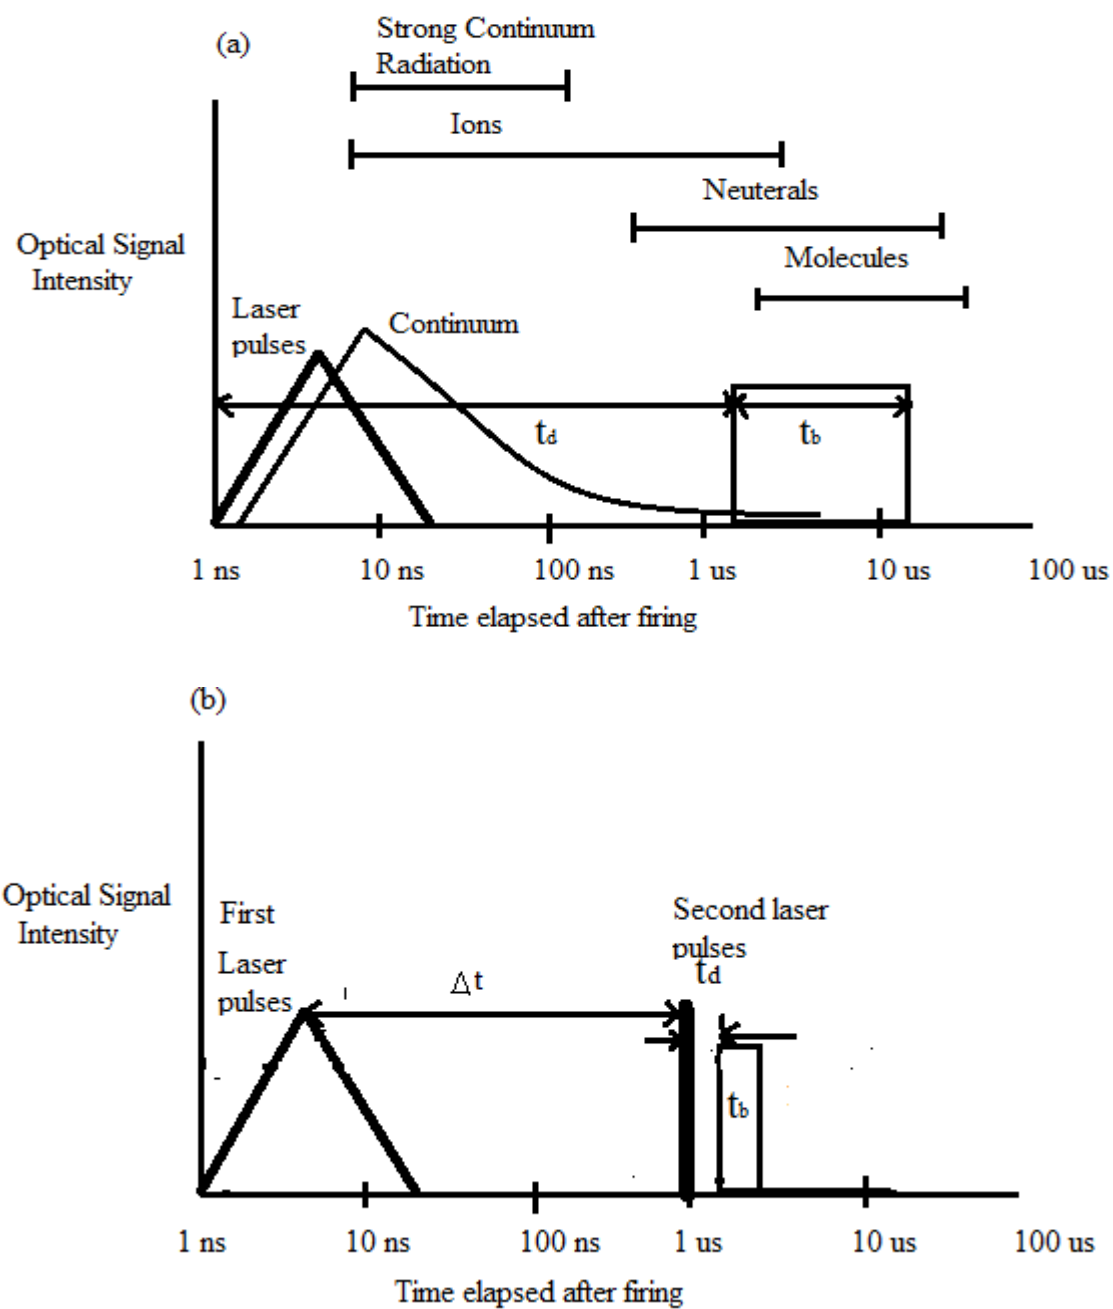 (a)
Strong Continuum
Radiation
Ions
Neuterals
Molecules
Optical Signal
Intensity
Laser
pulses
Continuum
td
tb
1 ns
10 ns
100 ns
1 us
10 us
100 us
Time elapsed after firing
(b)
Optical Signal
Intensity
First
Laser
pulses
Δt
Second laser
pulses
td
tb
1 ns
10 ns
100 ns
1 us
10 us
100 us
Time elapsed after firing